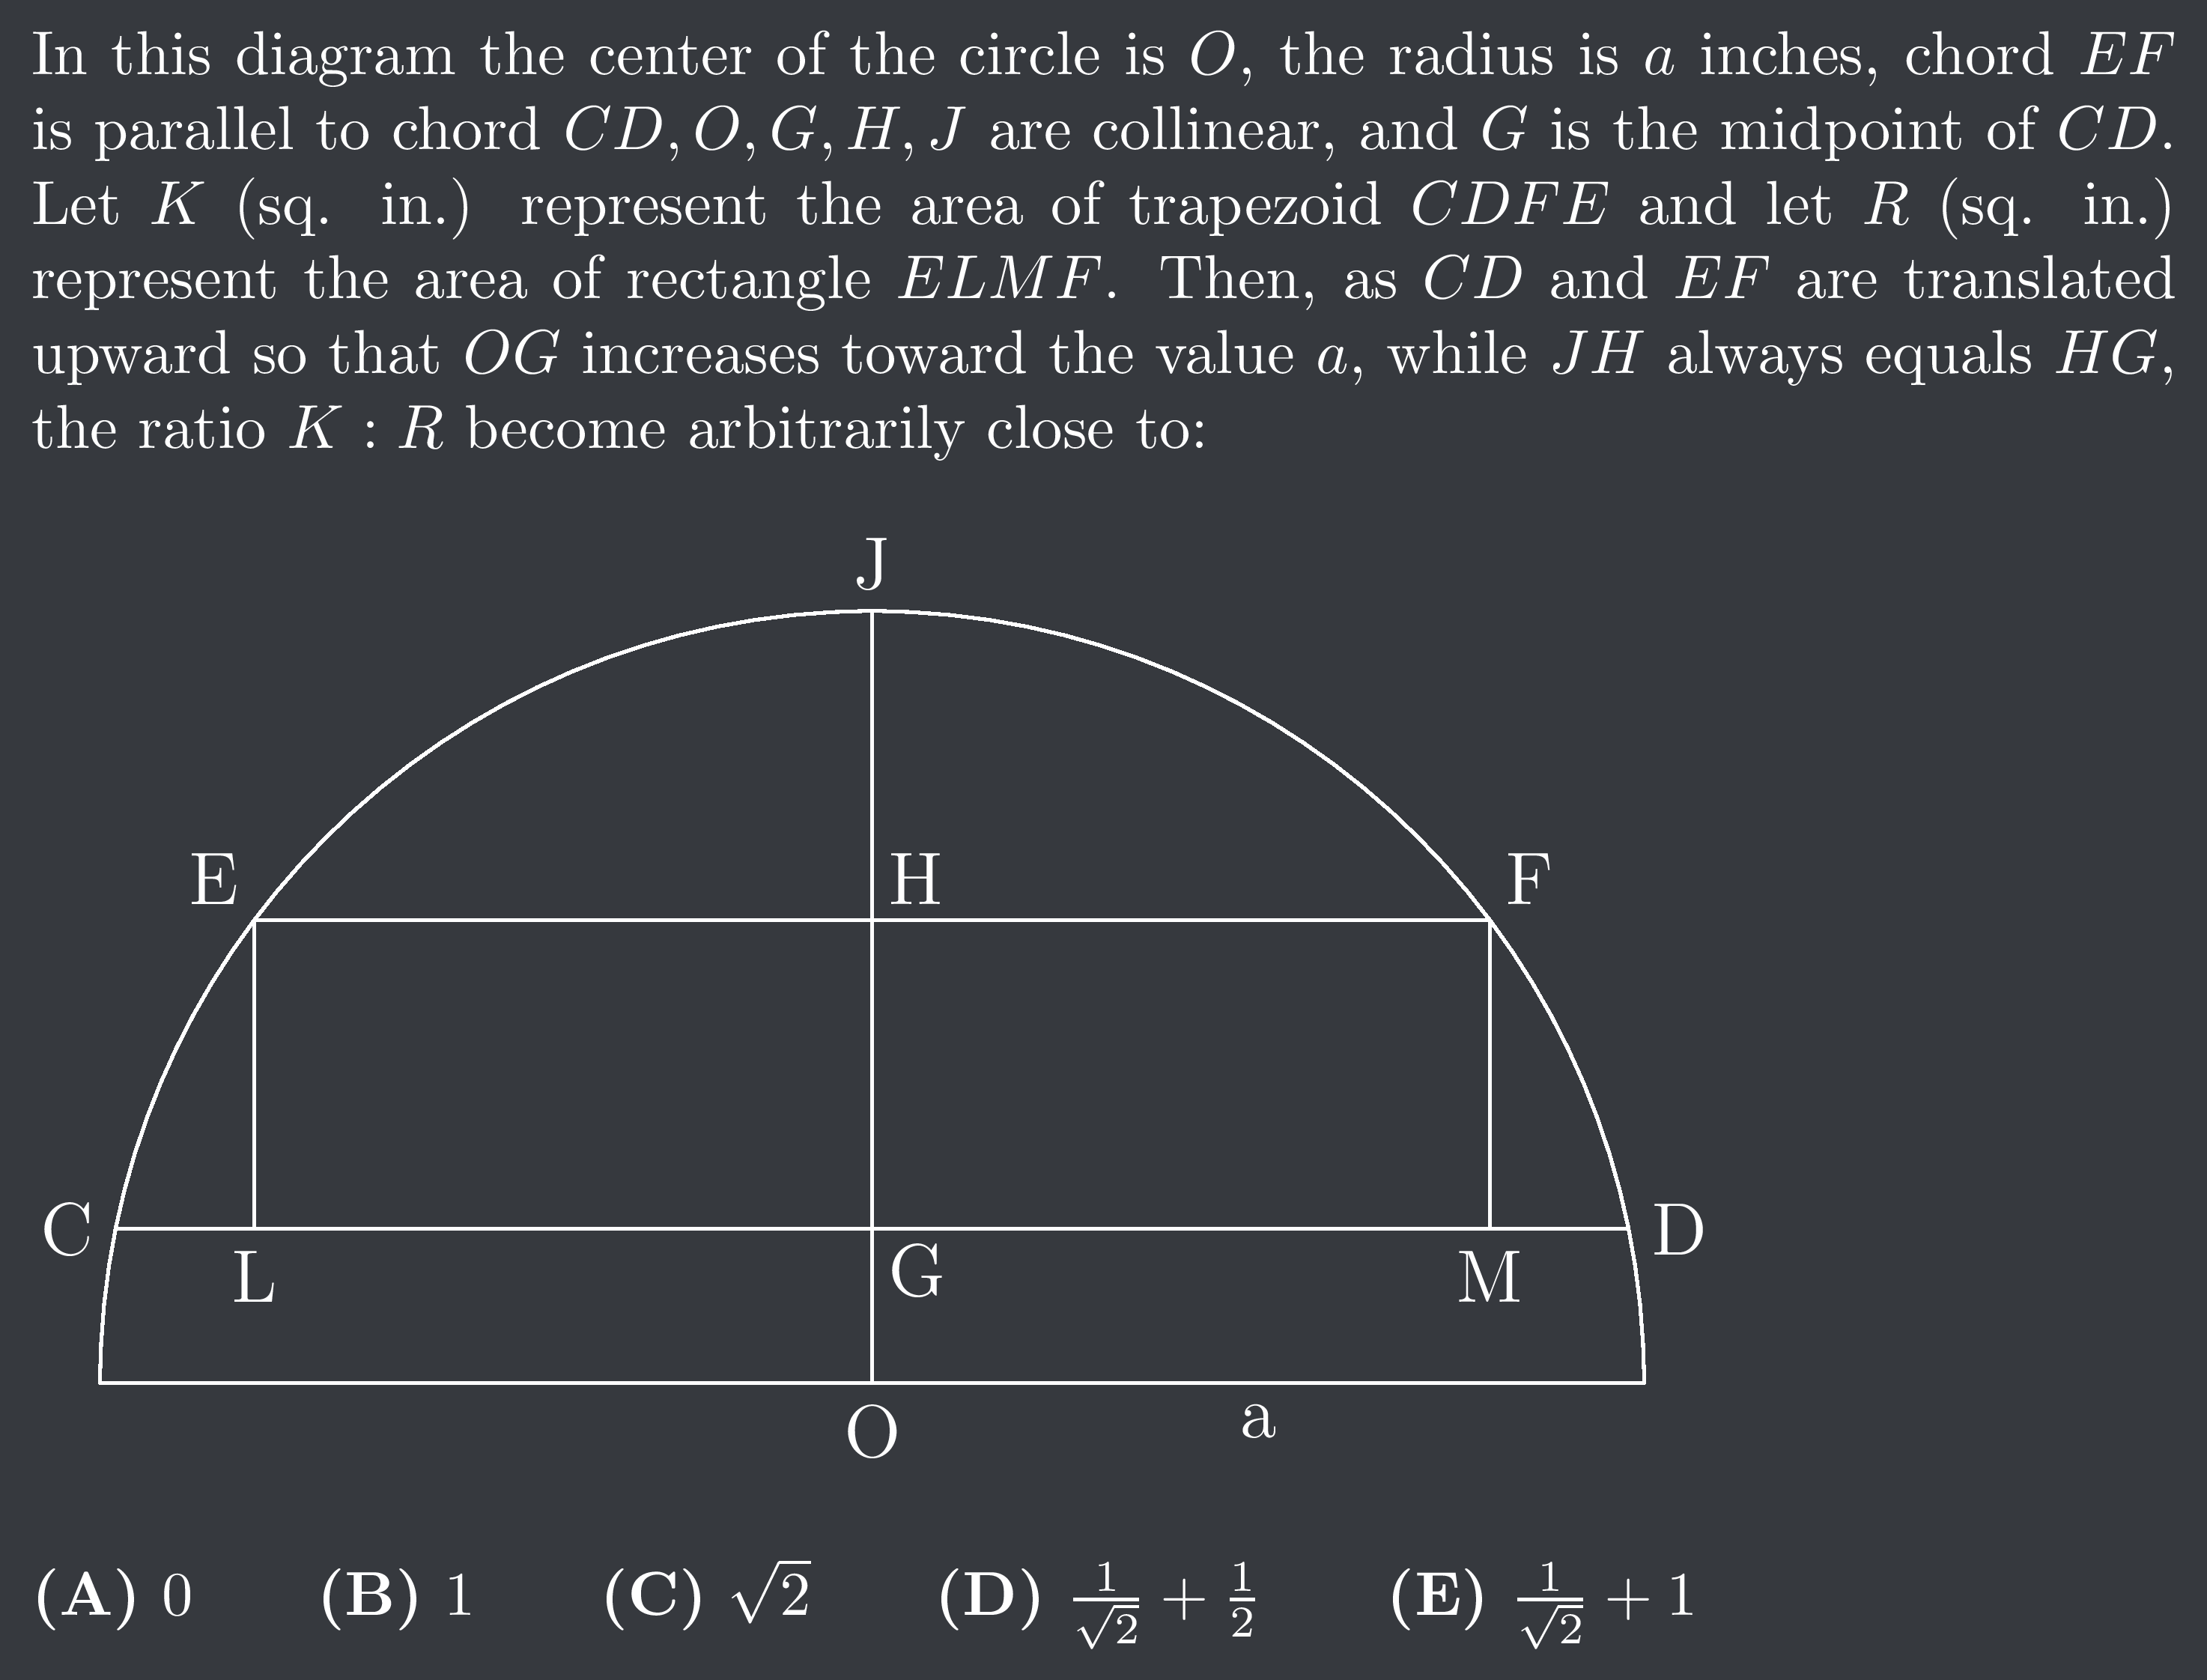 In this diagram the center of the circle is $O$, the radius is $a$ inches, chord $EF$
is parallel to chord $CD, O, G, H, J$ are collinear, and $G$ is the midpoint of $CD$.
Let $K$ (sq. in.) represent the area of trapezoid $CDFE$ and let $R$ (sq. in.)
represent the area of rectangle $ELMF$. Then, as $CD$ and $EF$ are translated
upward so that $OG$ increases toward the value $a$, while $JH$ always equals $HG$,
the ratio $K : R$ become arbitrarily close to:
J
E H F
C D
L G M
O a
(A) 0 (B) 1 (C) $\sqrt{2}$ (D) $\frac{1}{\sqrt{2}} + \frac{1}{2}$ (E) $\frac{1}{\sqrt{2}} + 1$